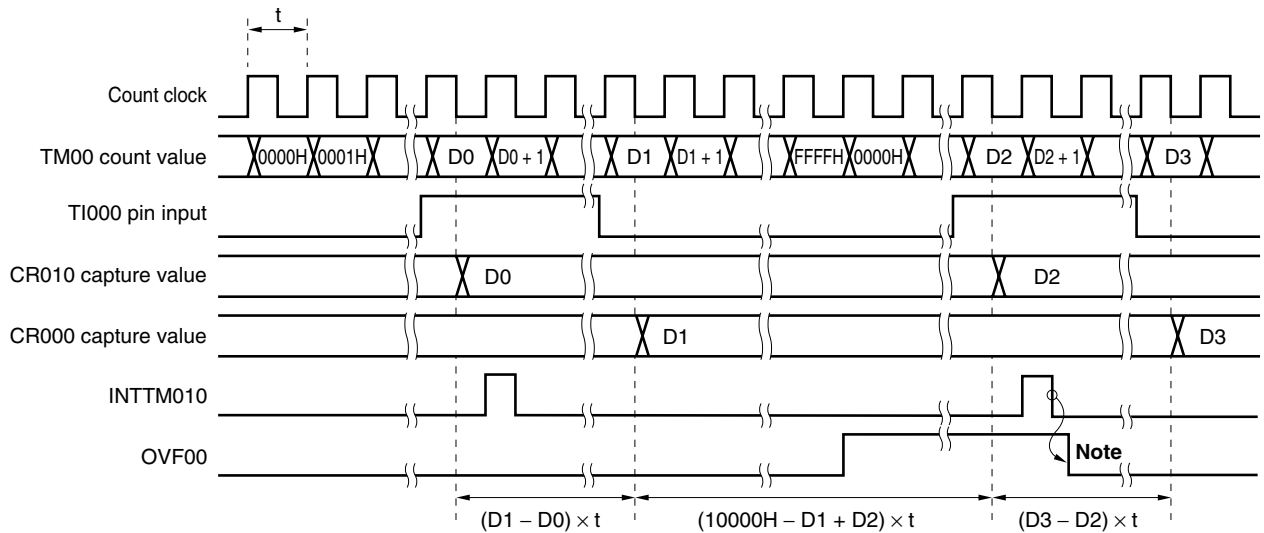 t
Count clock
TM00 count value 0000H 0001H D0 D0 + 1 D1 D1 + 1 FFFFH 0000H D2 D2 + 1 D3
TI000 pin input
CR010 capture value D0 D2
CR000 capture value D1 D3
INTTM010
OVF00 Note
(D1 – D0) × t (10000H – D1 + D2) × t (D3 – D2) × t